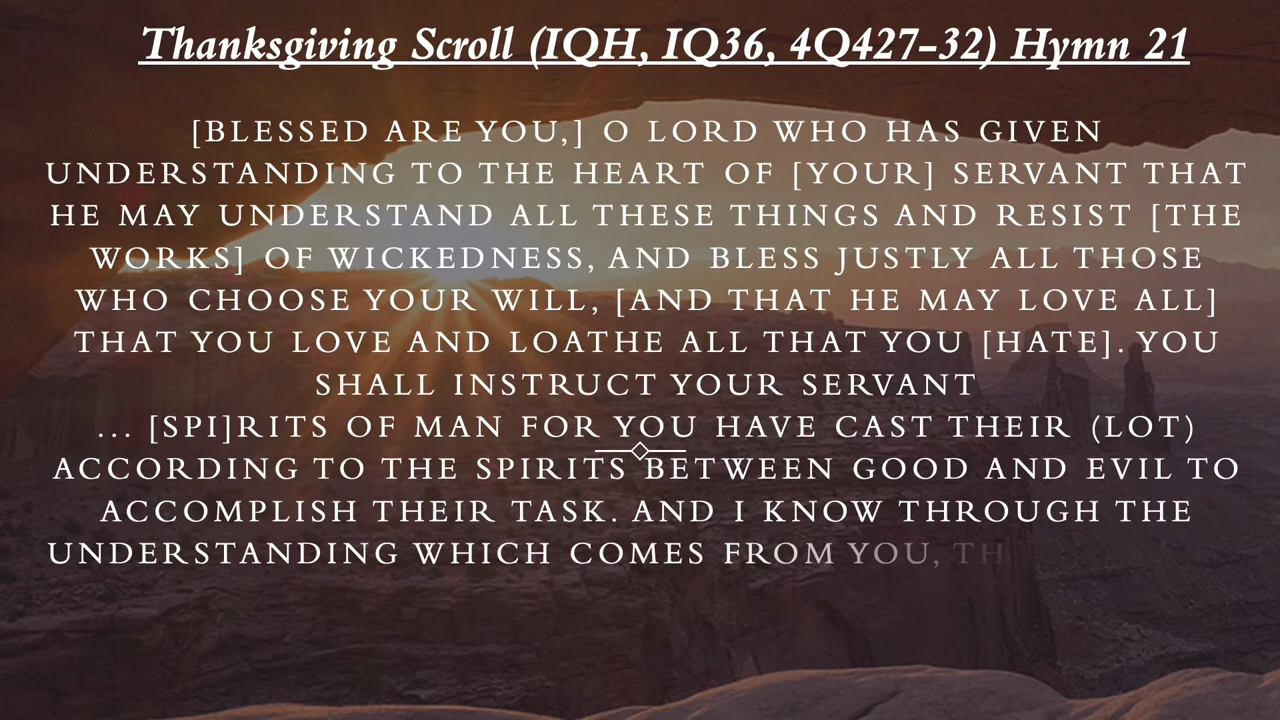 Thanksgiving Scroll (IQH, IQ36, 4Q427-32) Hymn 21
[BLESSED ARE YOU,] O LORD WHO HAS GIVEN
UNDERSTANDING TO THE HEART OF [YOUR] SERVANT THAT
HE MAY UNDERSTAND ALL THESE THINGS AND RESIST [THE
WORKS] OF WICKEDNESS, AND BLESS JUSTLY ALL THOSE
WHO CHOOSE YOUR WILL, [AND THAT HE MAY LOVE ALL]
THAT YOU LOVE AND LOATHE ALL THAT YOU [HATE]. YOU
SHALL INSTRUCT YOUR SERVANT
... [SPI]RITS OF MAN FOR YOU HAVE CAST THEIR (LOT)
ACCORDING TO THE SPIRITS BETWEEN GOOD AND EVIL TO
ACCOMPLISH THEIR TASK. AND I KNOW THROUGH THE
UNDERSTANDING WHICH COMES FROM YOU, TH